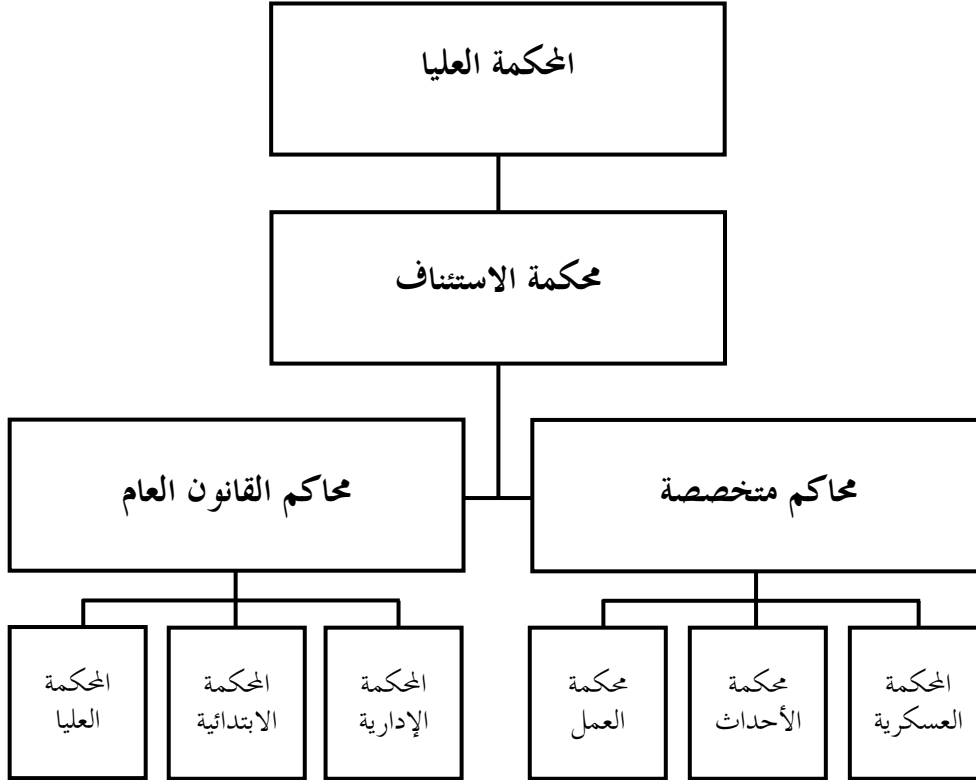 المحكمة العليا
محكمة الاستئناف
محاكم متخصصة
محاكم القانون العام
المحكمة
العسكرية
محكمة
الأحداث
محكمة
العمل
المحكمة
الإدارية
المحكمة
الابتدائية
المحكمة
العليا